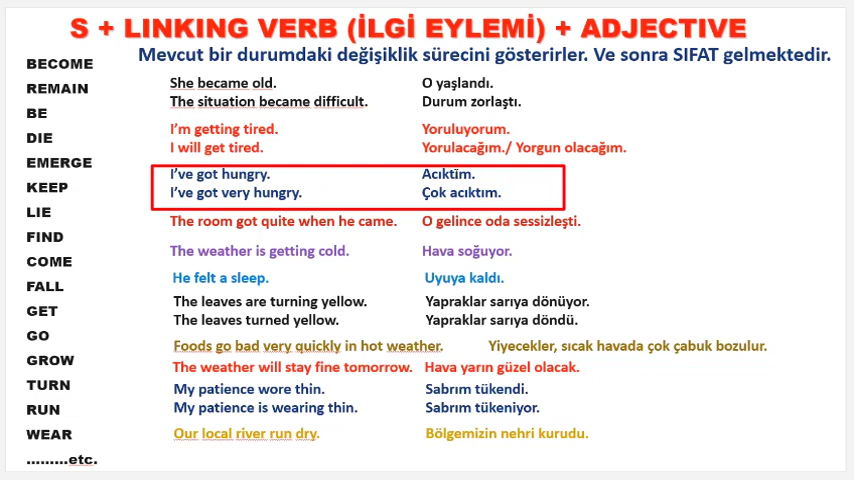 S + LINKING VERB (İLGİ EYLEMİ) + ADJECTIVE
Mevcut bir durumdaki değişiklik sürecini gösterirler. Ve sonra SIFAT gelmektedir.
BECOME
REMAIN
BE
DIE
EMERGE
KEEP
LIE
FIND
COME
FALL
GET
GO
GROW
TURN
RUN
WEAR
………etc.
She became old. O yaşlandı.
The situation became difficult. Durum zorlaştı.
I'm getting tired. Yoruluyorum.
I will get tired. Yorulacağım./ Yorgun olacağım.
I've got hungry. Acıktim.
I've got very hungry. Çok acıktım.
The room got quite when he came. O gelince oda sessizleşti.
The weather is getting cold. Hava soğuyor.
He felt a sleep. Uyuya kaldı.
The leaves are turning yellow. Yapraklar sarıya dönüyor.
The leaves turned yellow. Yapraklar sarıya döndü.
Foods go bad very quickly in hot weather. Yiyecekler, sıcak havada çok çabuk bozulur.
The weather will stay fine tomorrow. Hava yarın güzel olacak.
My patience wore thin. Sabrım tükendi.
My patience is wearing thin. Sabrım tükeniyor.
Our local river run dry. Bölgemizin nehri kurudu.